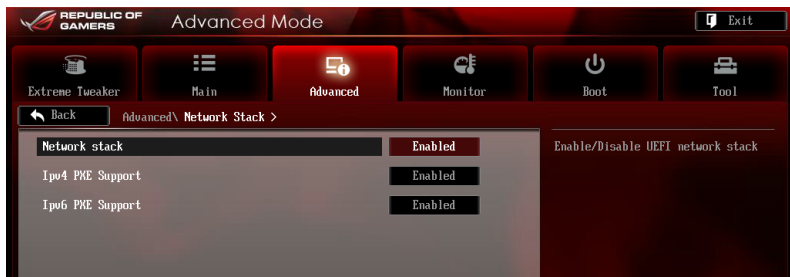 REPUBLIC OF
GAMERS
Advanced Mode
Exit
Extreme Tweaker
Main
Advanced
Monitor
Boot
Tool
Back
Advanced\ Network Stack >
Network stack Enabled
Enable/Disable UEFI network stack
Ipv4 PXE Support Enabled
Ipv6 PXE Support Enabled